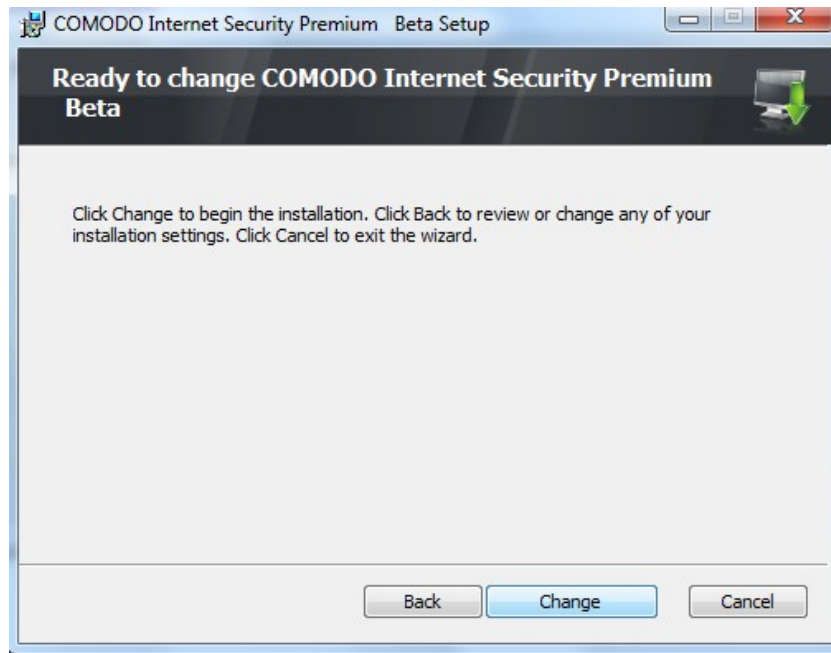 COMODO Internet Security Premium Beta Setup
Ready to change COMODO Internet Security Premium
Beta
Click Change to begin the installation. Click Back to review or change any of your
installation settings. Click Cancel to exit the wizard.
Back Change Cancel